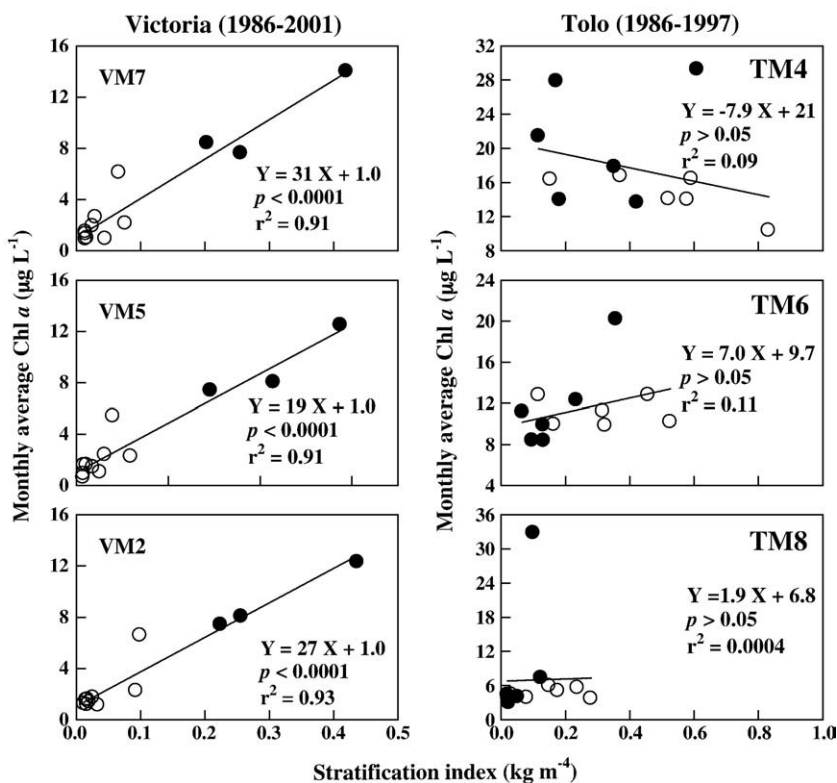 Victoria (1986-2001)
Tolo (1986-1997)
Monthly average Chl a (µg L⁻¹)
16
12
8
4
0
VM7
Y = 31 X + 1.0
p < 0.0001
r² = 0.91
16
12
8
4
0
VM5
Y = 19 X + 1.0
p < 0.0001
r² = 0.91
16
12
8
4
0
VM2
Y = 27 X + 1.0
p < 0.0001
r² = 0.93
0.0 0.1 0.2 0.3 0.4 0.5
Monthly average Chl a (µg L⁻¹)
32
28
24
20
16
12
8
TM4
Y = -7.9 X + 21
p > 0.05
r² = 0.09
24
20
16
12
8
4
TM6
Y = 7.0 X + 9.7
p > 0.05
r² = 0.11
36
30
24
18
12
6
0
TM8
Y =1.9 X + 6.8
p > 0.05
r² = 0.0004
0.0 0.2 0.4 0.6 0.8 1.0
Stratification index (kg m⁻⁴)